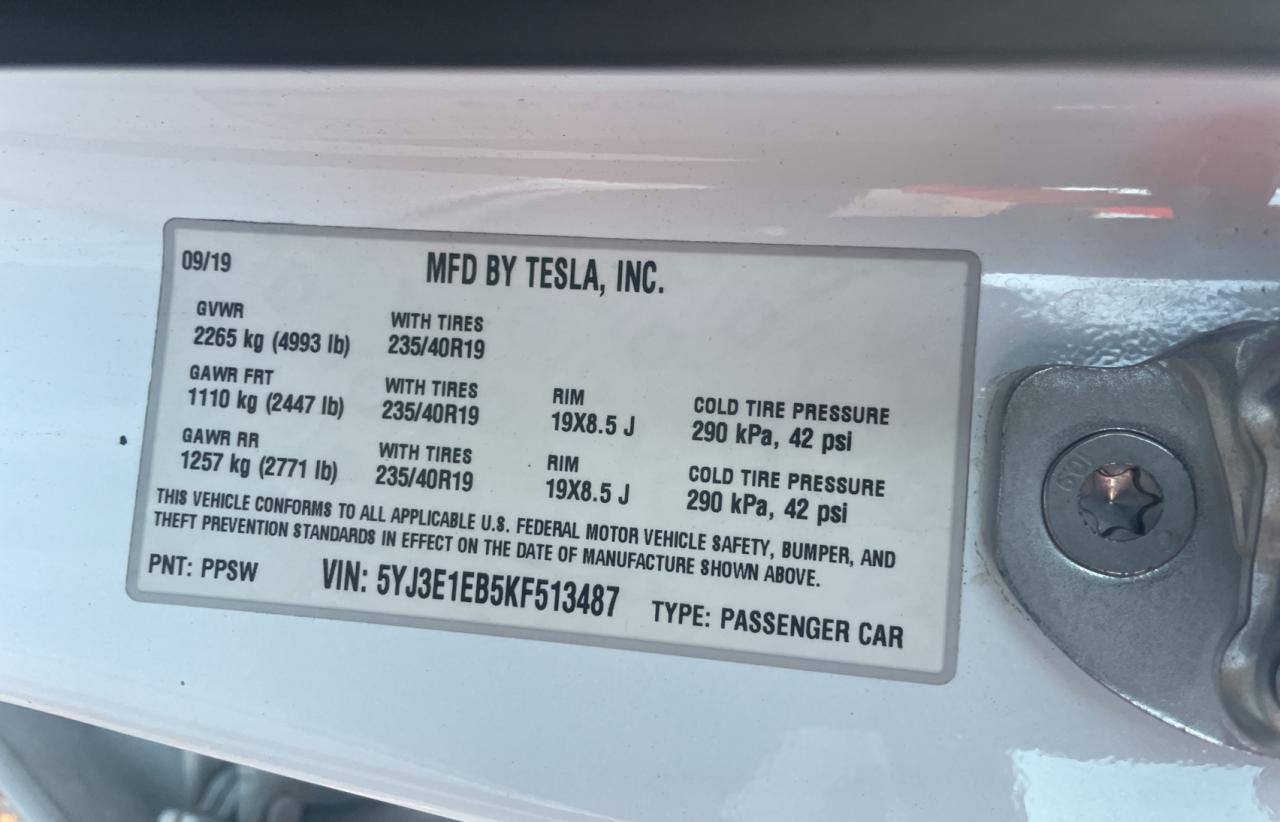 09/19 MFD BY TESLA, INC.
GVWR WITH TIRES
2265 kg (4993 lb) 235/40R19
GAWR FRT WITH TIRES RIM COLD TIRE PRESSURE
1110 kg (2447 lb) 235/40R19 19X8.5 J 290 kPa, 42 psi
GAWR RR WITH TIRES RIM COLD TIRE PRESSURE
1257 kg (2771 lb) 235/40R19 19X8.5 J 290 kPa, 42 psi
THIS VEHICLE CONFORMS TO ALL APPLICABLE U.S. FEDERAL MOTOR VEHICLE SAFETY, BUMPER, AND
THEFT PREVENTION STANDARDS IN EFFECT ON THE DATE OF MANUFACTURE SHOWN ABOVE.
PNT: PPSW VIN: 5YJ3E1EB5KF513487 TYPE: PASSENGER CAR